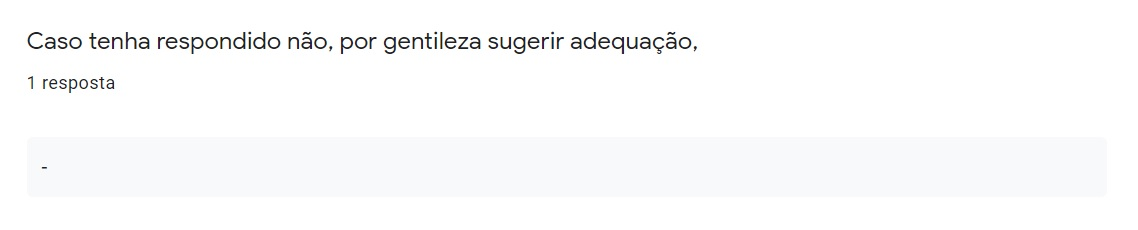 Caso tenha respondido não, por gentileza sugerir adequação,
1 resposta
-